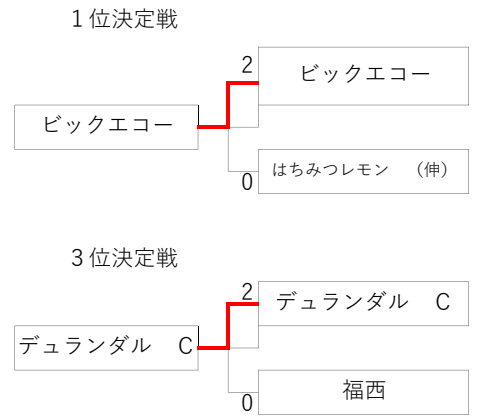 １位決定戦
2
ビックエコー
ビックエコー
はちみつレモン　（伸）
0
３位決定戦
2
デュランダル　C
デュランダル　C
福西
0